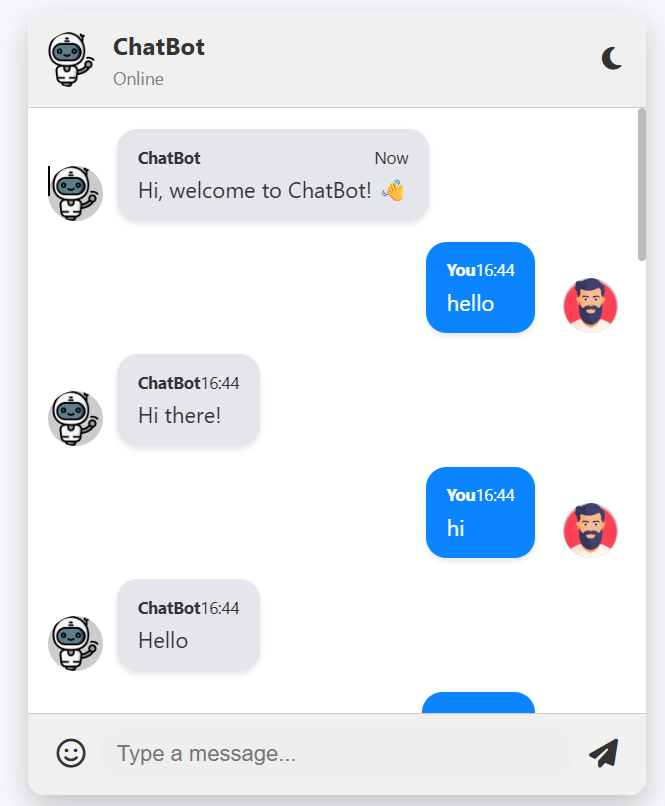 ChatBot
Online
ChatBot Now
Hi, welcome to ChatBot! 👋
You16:44
hello
ChatBot16:44
Hi there!
You16:44
hi
ChatBot16:44
Hello
Type a message...